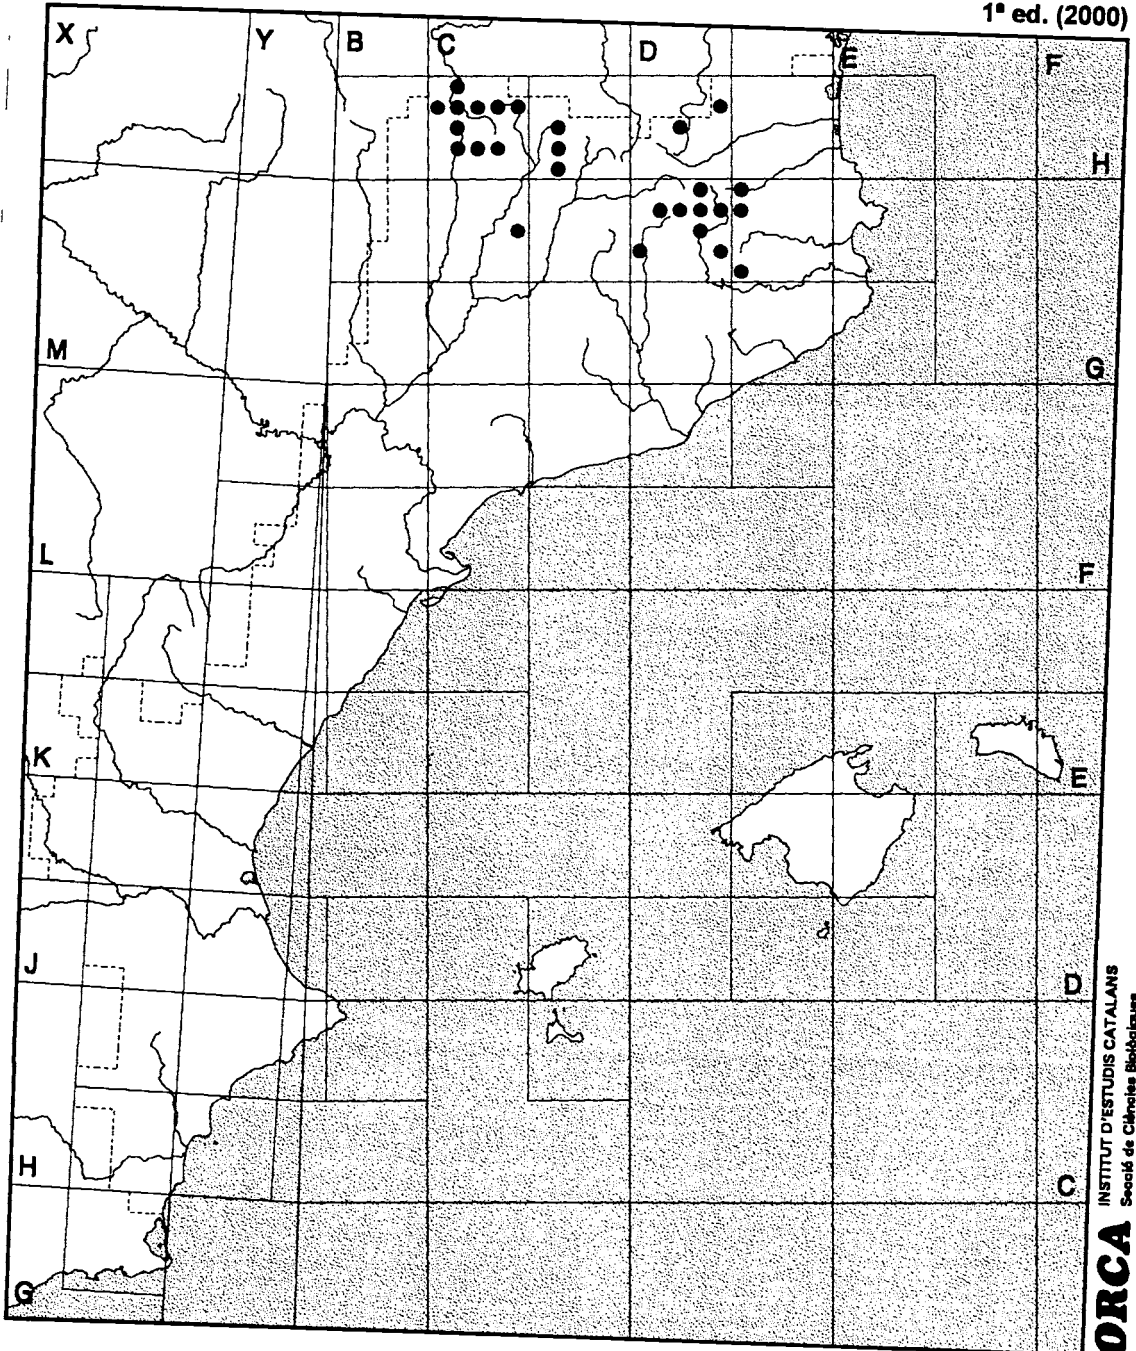 1ª ed. (2000)
X
Y
B
C
D
E
F
H
M
G
L
F
K
E
J
D
H
C
G
INSTITUT D'ESTUDIS CATALANS
Secció de Ciències Biològiques
ORCA